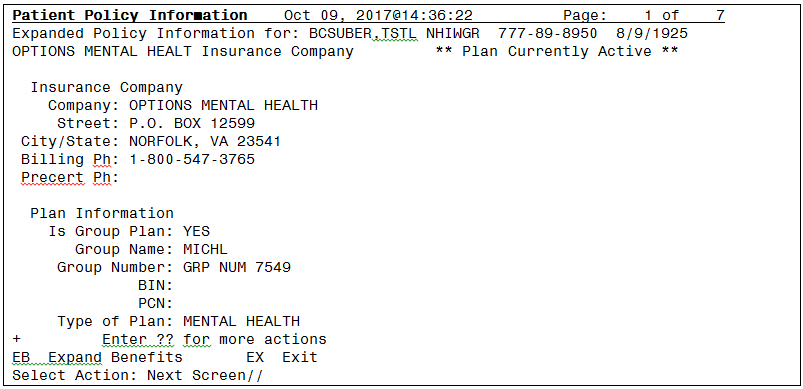 Patient Policy Information    Oct 09, 2017@14:36:22          Page:    1 of    7
Expanded Policy Information for: BCSUBER,TSTL NHIWGR  777-89-8950  8/9/1925
OPTIONS MENTAL HEALT Insurance Company         ** Plan Currently Active **
Insurance Company
Company: OPTIONS MENTAL HEALTH
Street: P.O. BOX 12599
City/State: NORFOLK, VA 23541
Billing Ph: 1-800-547-3765
Precert Ph:
Plan Information
Is Group Plan: YES
Group Name: MICHL
Group Number: GRP NUM 7549
BIN:
PCN:
Type of Plan: MENTAL HEALTH
+         Enter ?? for more actions
EB  Expand Benefits       EX  Exit
Select Action: Next Screen//